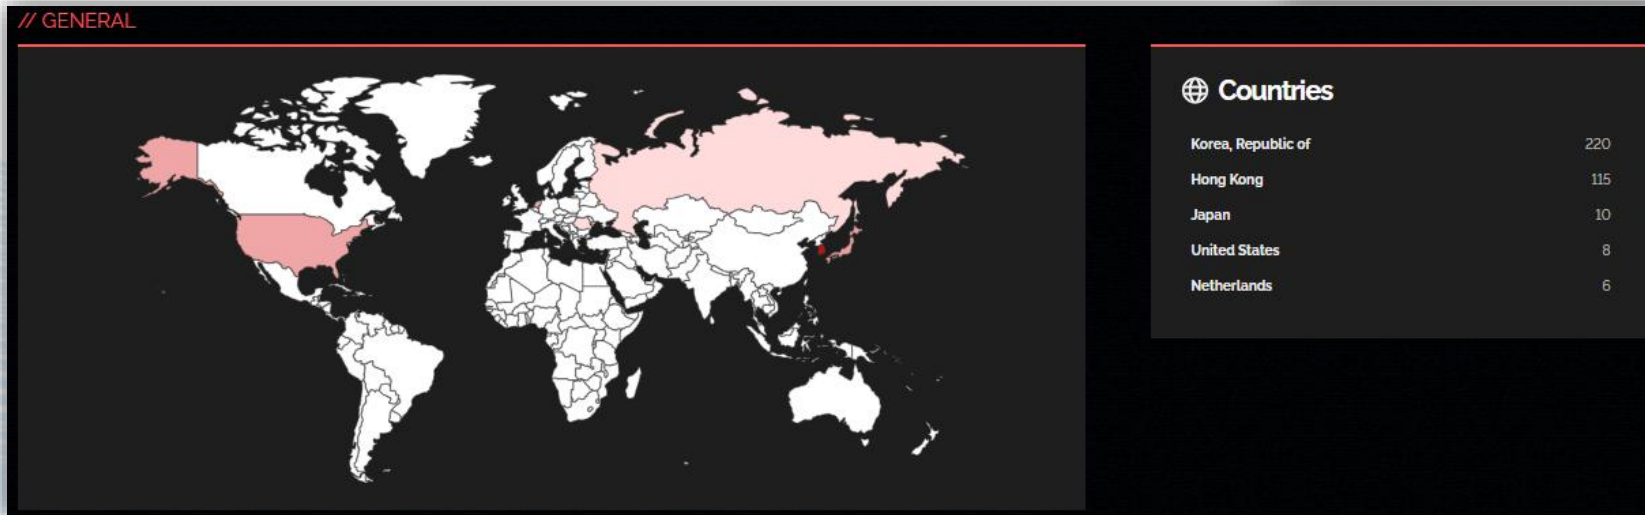 // GENERAL
Countries
Korea, Republic of 220
Hong Kong 115
Japan 10
United States 8
Netherlands 6